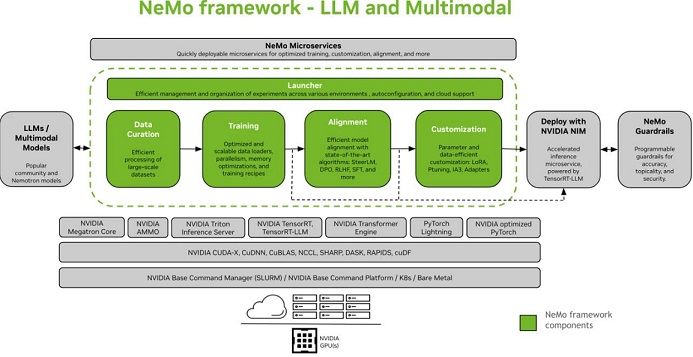 NeMo framework - LLM and Multimodal
NeMo Microservices
Quickly deployable microservices for optimized training, customization, alignment, and more
Launcher
Efficient management and organization of experiments across various environments , autoconfiguration, and cloud support
LLMs /
Multimodal
Models
Popular
community and
Nemotron models
Data
Curation
Efficient
processing of
large-scale
datasets
Training
Optimized and
scalable data loaders,
parallelism, memory
optimizations, and
training recipes
Alignment
Efficient model
alignment with
state-of-the-art
algorithms: SteerLM,
DPO, RLHF, SFT, and
more
Customization
Parameter and
data-efficient
customization: LoRA,
Ptuning, IA3, Adapters
Deploy with
NVIDIA NIM
Accelerated
inference
microservice,
powered by
TensorRT-LLM
NeMo
Guardrails
Programmable
guardrails for
accuracy,
topicality, and
security.
NVIDIA
Megatron Core
NVIDIA
AMMO
NVIDIA Triton
Inference Server
NVIDIA TensorRT,
TensorRT-LLM
NVIDIA Transformer
Engine
PyTorch
Lightning
NVIDIA optimized
PyTorch
NVIDIA CUDA-X, CuDNN, CuBLAS, NCCL, SHARP, DASK, RAPIDS, cuDF
NVIDIA Base Command Manager (SLURM) / NVIDIA Base Command Platform / K8s / Bare Metal
NVIDIA
GPU(s)
NeMo framework
components